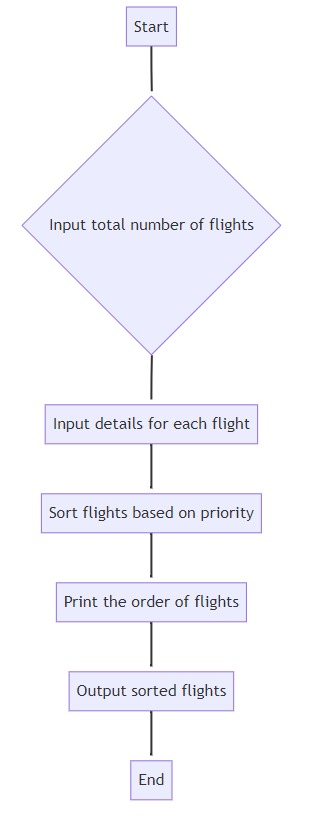 Start
Input total number of flights
Input details for each flight
Sort flights based on priority
Print the order of flights
Output sorted flights
End